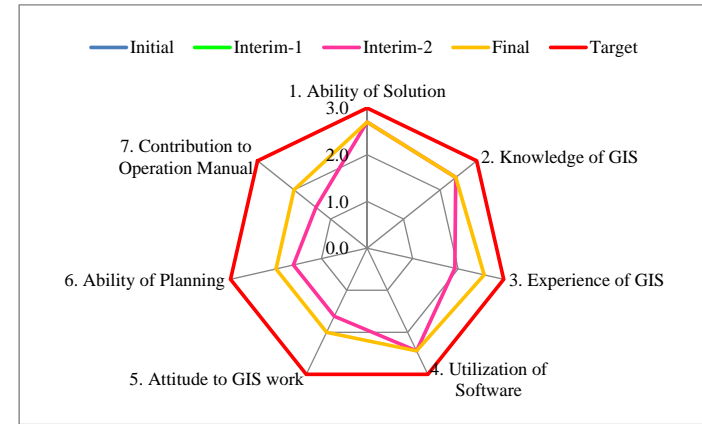 Initial Interim-1 Interim-2 Final Target
1. Ability of Solution
3.0
2.0
1.0
0.0
2. Knowledge of GIS
3. Experience of GIS
4. Utilization of
Software
5. Attitude to GIS work
6. Ability of Planning
7. Contribution to
Operation Manual